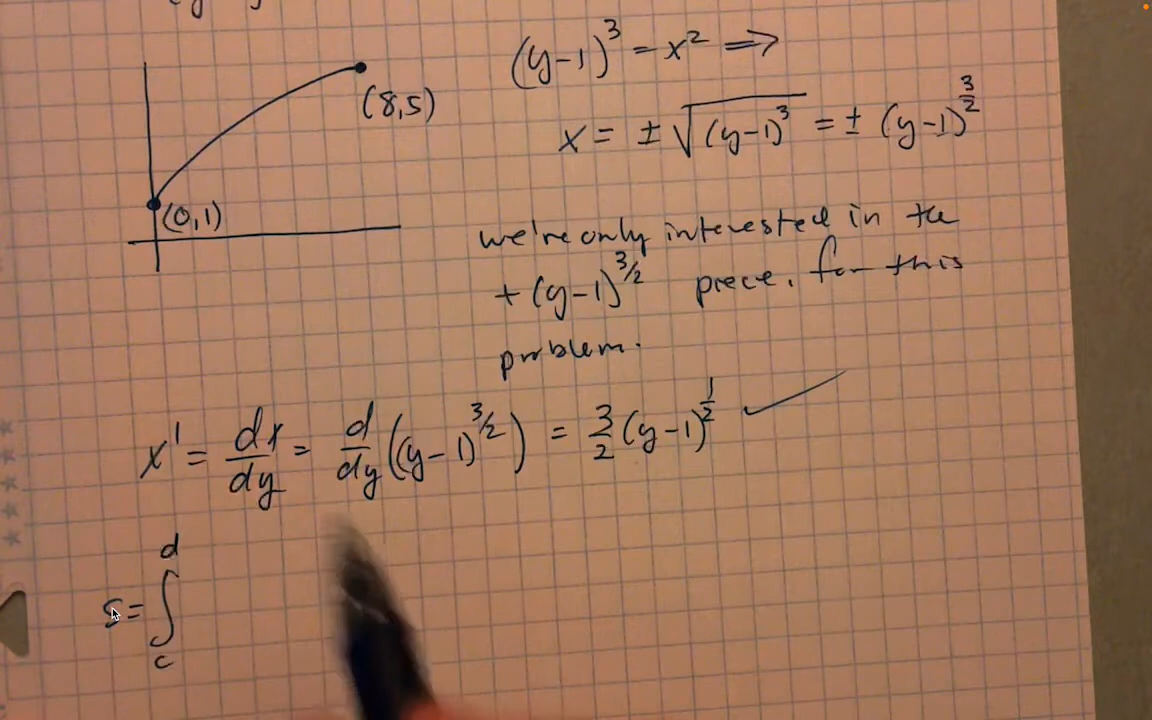 (y-1)³ = x² ⇒
(8,5)
x = ± √(y-1)³ = ± (y-1)^{3/2}
(0,1)
we're only interested in the
+ (y-1)^{3/2} piece. for this
problem.
x' = dx/dy = d/dy ((y-1)^{3/2}) = 3/2 (y-1)^{1/2} ✓
s = ∫_c^d